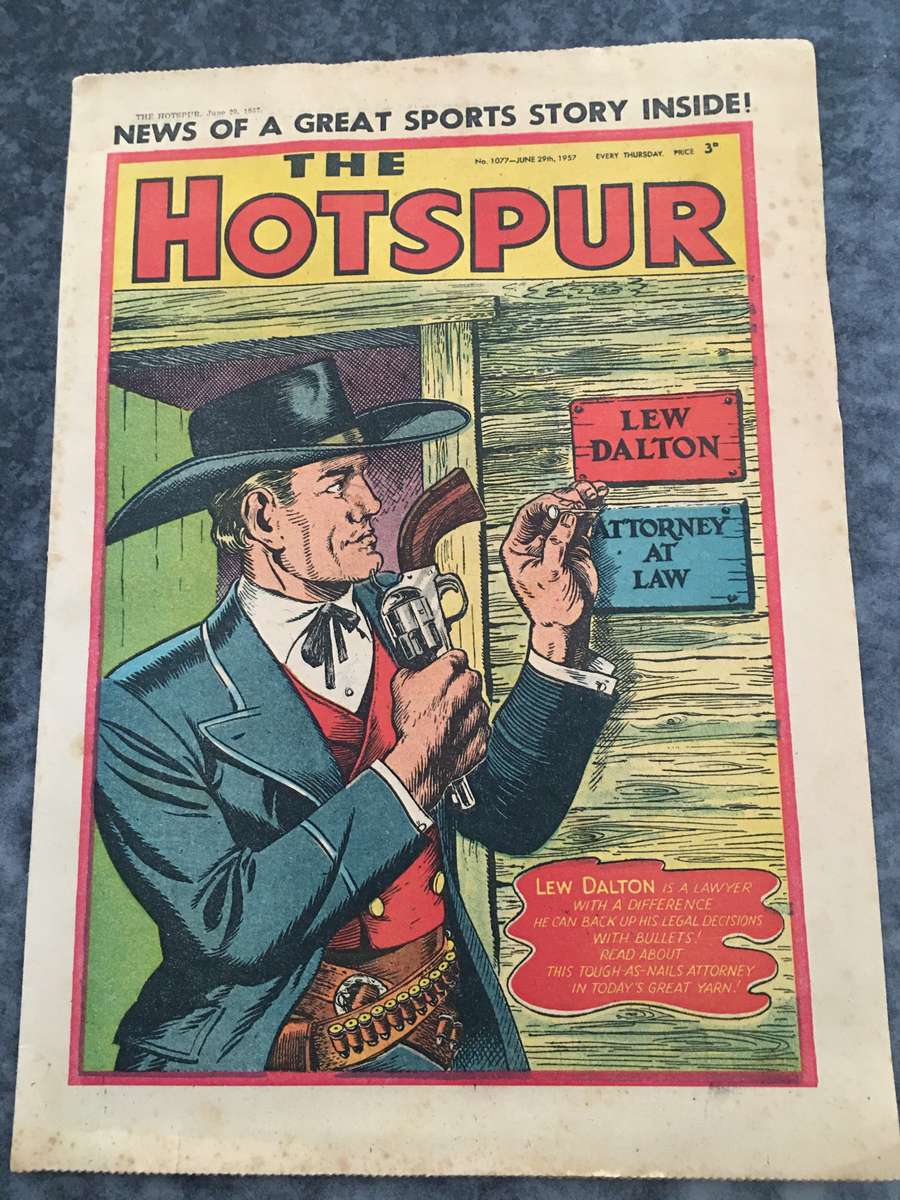 THE HOTSPUR, June 29, 1957.
NEWS OF A GREAT SPORTS STORY INSIDE!
THE
No. 1077—JUNE 29th, 1957 EVERY THURSDAY. PRICE 3D
HOTSPUR
LEW
DALTON
ATTORNEY
AT
LAW
LEW DALTON IS A LAWYER
WITH A DIFFERENCE
HE CAN BACK UP HIS LEGAL DECISIONS
WITH BULLETS!
READ ABOUT
THIS TOUGH-AS-NAILS ATTORNEY
IN TODAY'S GREAT YARN!